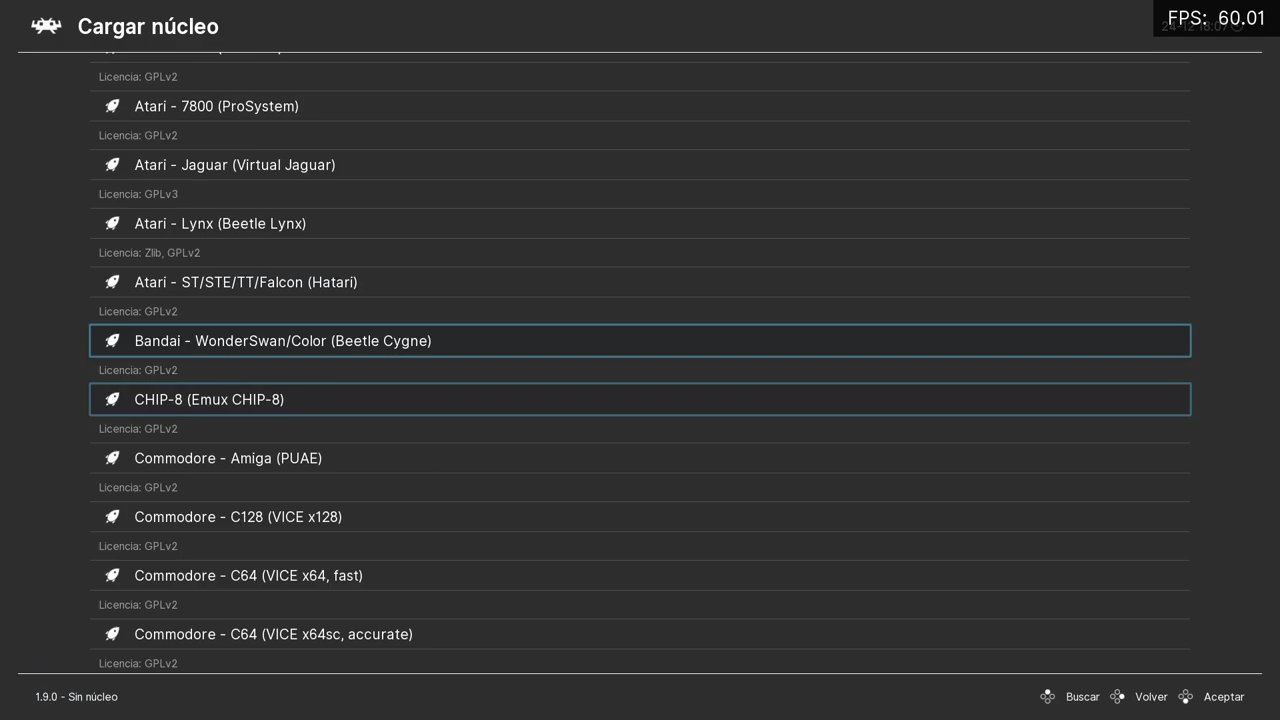 Cargar núcleo
FPS: 60.01
Licencia: GPLv2
Atari - 7800 (ProSystem)
Licencia: GPLv2
Atari - Jaguar (Virtual Jaguar)
Licencia: GPLv3
Atari - Lynx (Beetle Lynx)
Licencia: Zlib, GPLv2
Atari - ST/STE/TT/Falcon (Hatari)
Licencia: GPLv2
Bandai - WonderSwan/Color (Beetle Cygne)
Licencia: GPLv2
CHIP-8 (Emux CHIP-8)
Licencia: GPLv2
Commodore - Amiga (PUAE)
Licencia: GPLv2
Commodore - C128 (VICE x128)
Licencia: GPLv2
Commodore - C64 (VICE x64, fast)
Licencia: GPLv2
Commodore - C64 (VICE x64sc, accurate)
Licencia: GPLv2
1.9.0 - Sin núcleo
Buscar Volver Aceptar